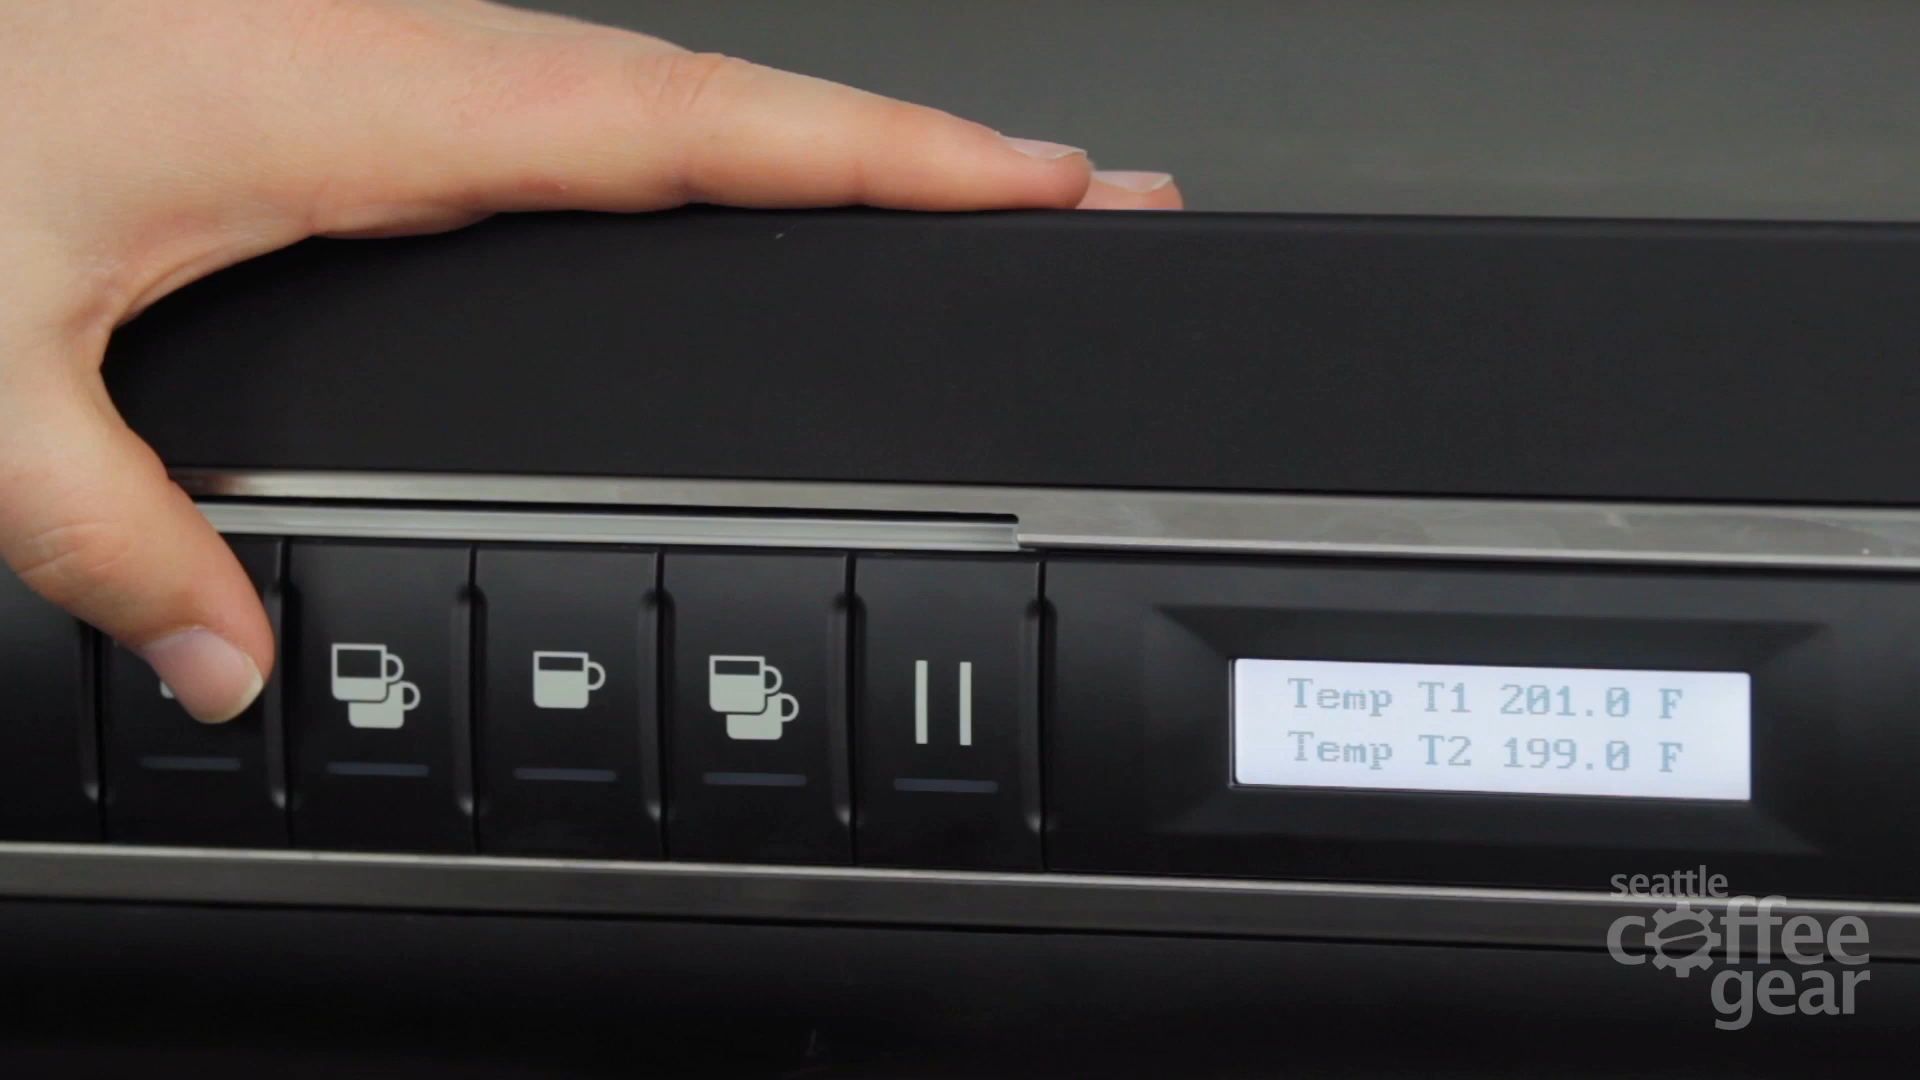 Temp T1 201.0 F
Temp T2 199.0 F
seattle
coffee
gear